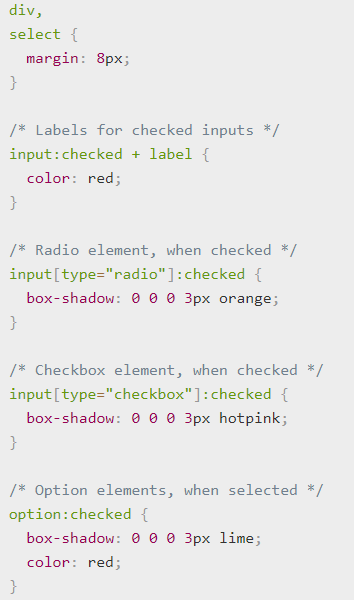 div,
select {
  margin: 8px;
}

/* Labels for checked inputs */
input:checked + label {
  color: red;
}

/* Radio element, when checked */
input[type="radio"]:checked {
  box-shadow: 0 0 0 3px orange;
}

/* Checkbox element, when checked */
input[type="checkbox"]:checked {
  box-shadow: 0 0 0 3px hotpink;
}

/* Option elements, when selected */
option:checked {
  box-shadow: 0 0 0 3px lime;
  color: red;
}